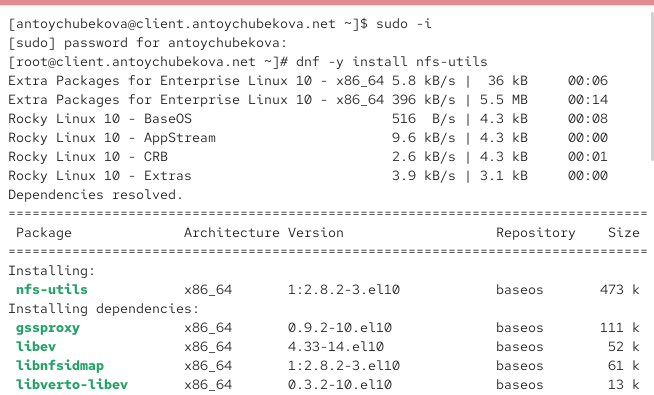 [antoychubekova@client.antoychubekova.net ~]$ sudo -i
[sudo] password for antoychubekova:
[root@client.antoychubekova.net ~]# dnf -y install nfs-utils
Extra Packages for Enterprise Linux 10 - x86_64 5.8 kB/s |  36 kB     00:06
Extra Packages for Enterprise Linux 10 - x86_64 396 kB/s | 5.5 MB     00:14
Rocky Linux 10 - BaseOS                         516  B/s | 4.3 kB     00:08
Rocky Linux 10 - AppStream                      9.6 kB/s | 4.3 kB     00:00
Rocky Linux 10 - CRB                            2.6 kB/s | 4.3 kB     00:01
Rocky Linux 10 - Extras                         3.9 kB/s | 3.1 kB     00:00
Dependencies resolved.
================================================================================
 Package              Architecture Version                Repository    Size
================================================================================
Installing:
 nfs-utils            x86_64       1:2.8.2-3.el10            baseos       473 k
Installing dependencies:
 gssproxy             x86_64       0.9.2-10.el10             baseos       111 k
 libev                x86_64       4.33-14.el10              baseos        52 k
 libnfsidmap          x86_64       1:2.8.2-3.el10            baseos        61 k
 libverto-libev       x86_64       0.3.2-10.el10             baseos        13 k